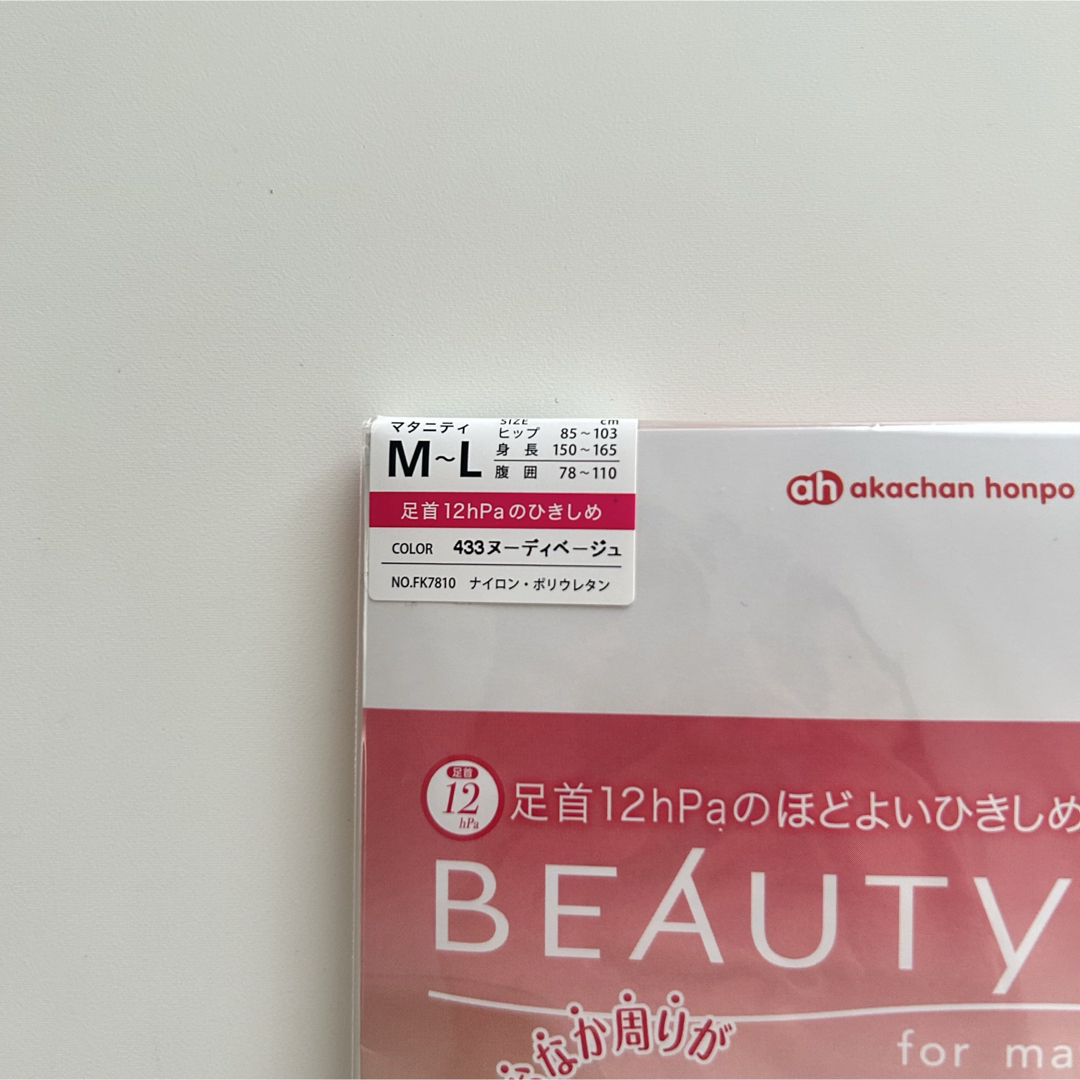 マタニティ
M~L
SIZE cm
ヒップ 85~103
身長 150~165
腹囲 78~110
足首12hPaのひきしめ
COLOR 433ヌーディベージュ
NO.FK7810 ナイロン・ポリウレタン
ah akachan honpo
足首
12
hPa
足首12hPaのほどよいひきしめ
BEAUTY
なか周りが
for ma